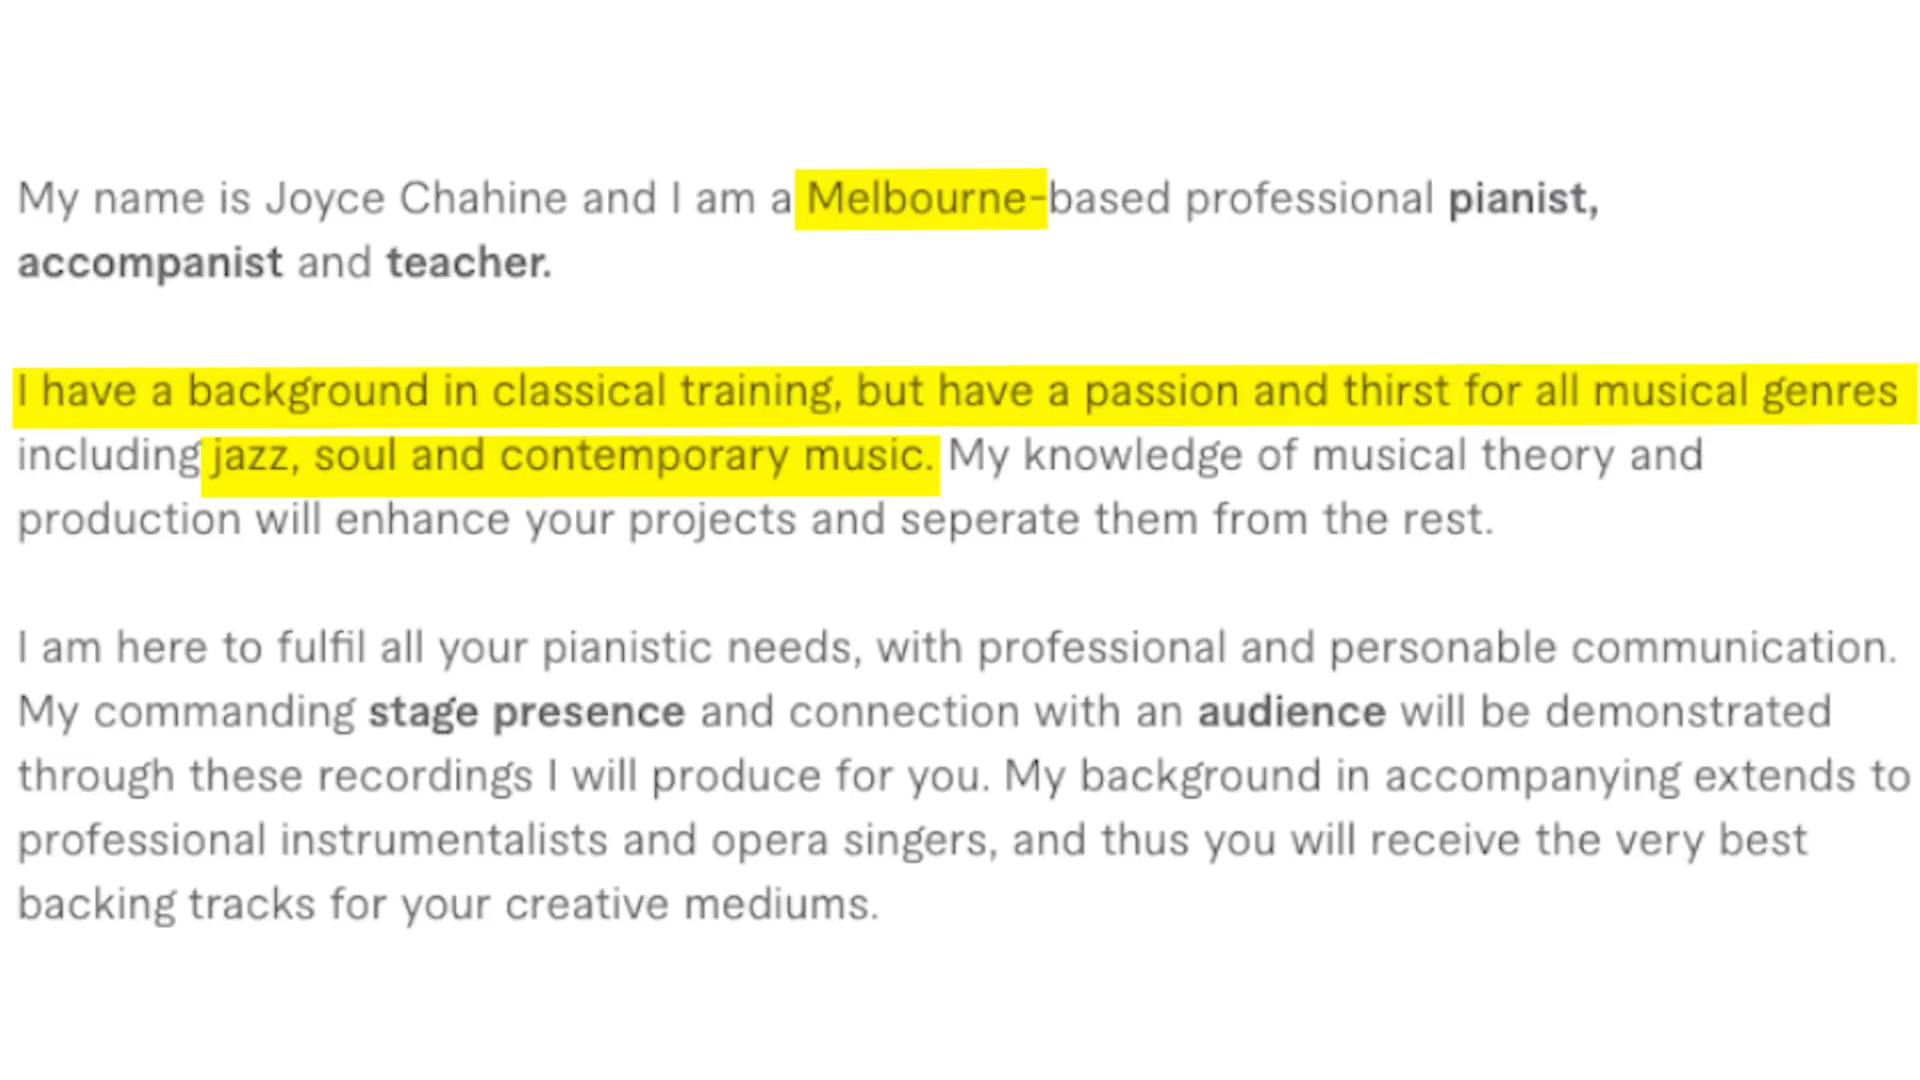 My name is Joyce Chahine and I am a Melbourne-based professional pianist,
accompanist and teacher.
I have a background in classical training, but have a passion and thirst for all musical genres
including jazz, soul and contemporary music. My knowledge of musical theory and
production will enhance your projects and seperate them from the rest.
I am here to fulfil all your pianistic needs, with professional and personable communication.
My commanding stage presence and connection with an audience will be demonstrated
through these recordings I will produce for you. My background in accompanying extends to
professional instrumentalists and opera singers, and thus you will receive the very best
backing tracks for your creative mediums.